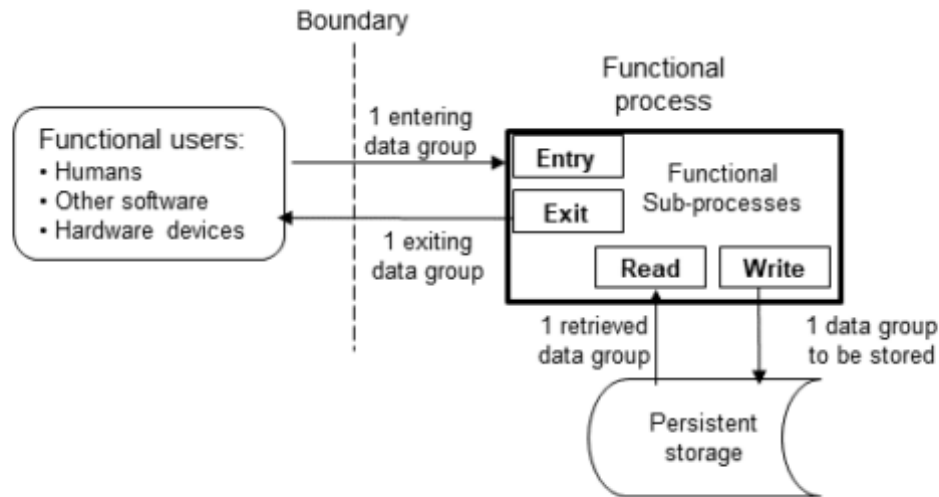 Boundary
Functional
process
1 entering
data group
Functional users:
• Humans
• Other software
• Hardware devices
Entry
Exit
Functional
Sub-processes
1 exiting
data group
Read
Write
1 retrieved
data group
1 data group
to be stored
Persistent
storage